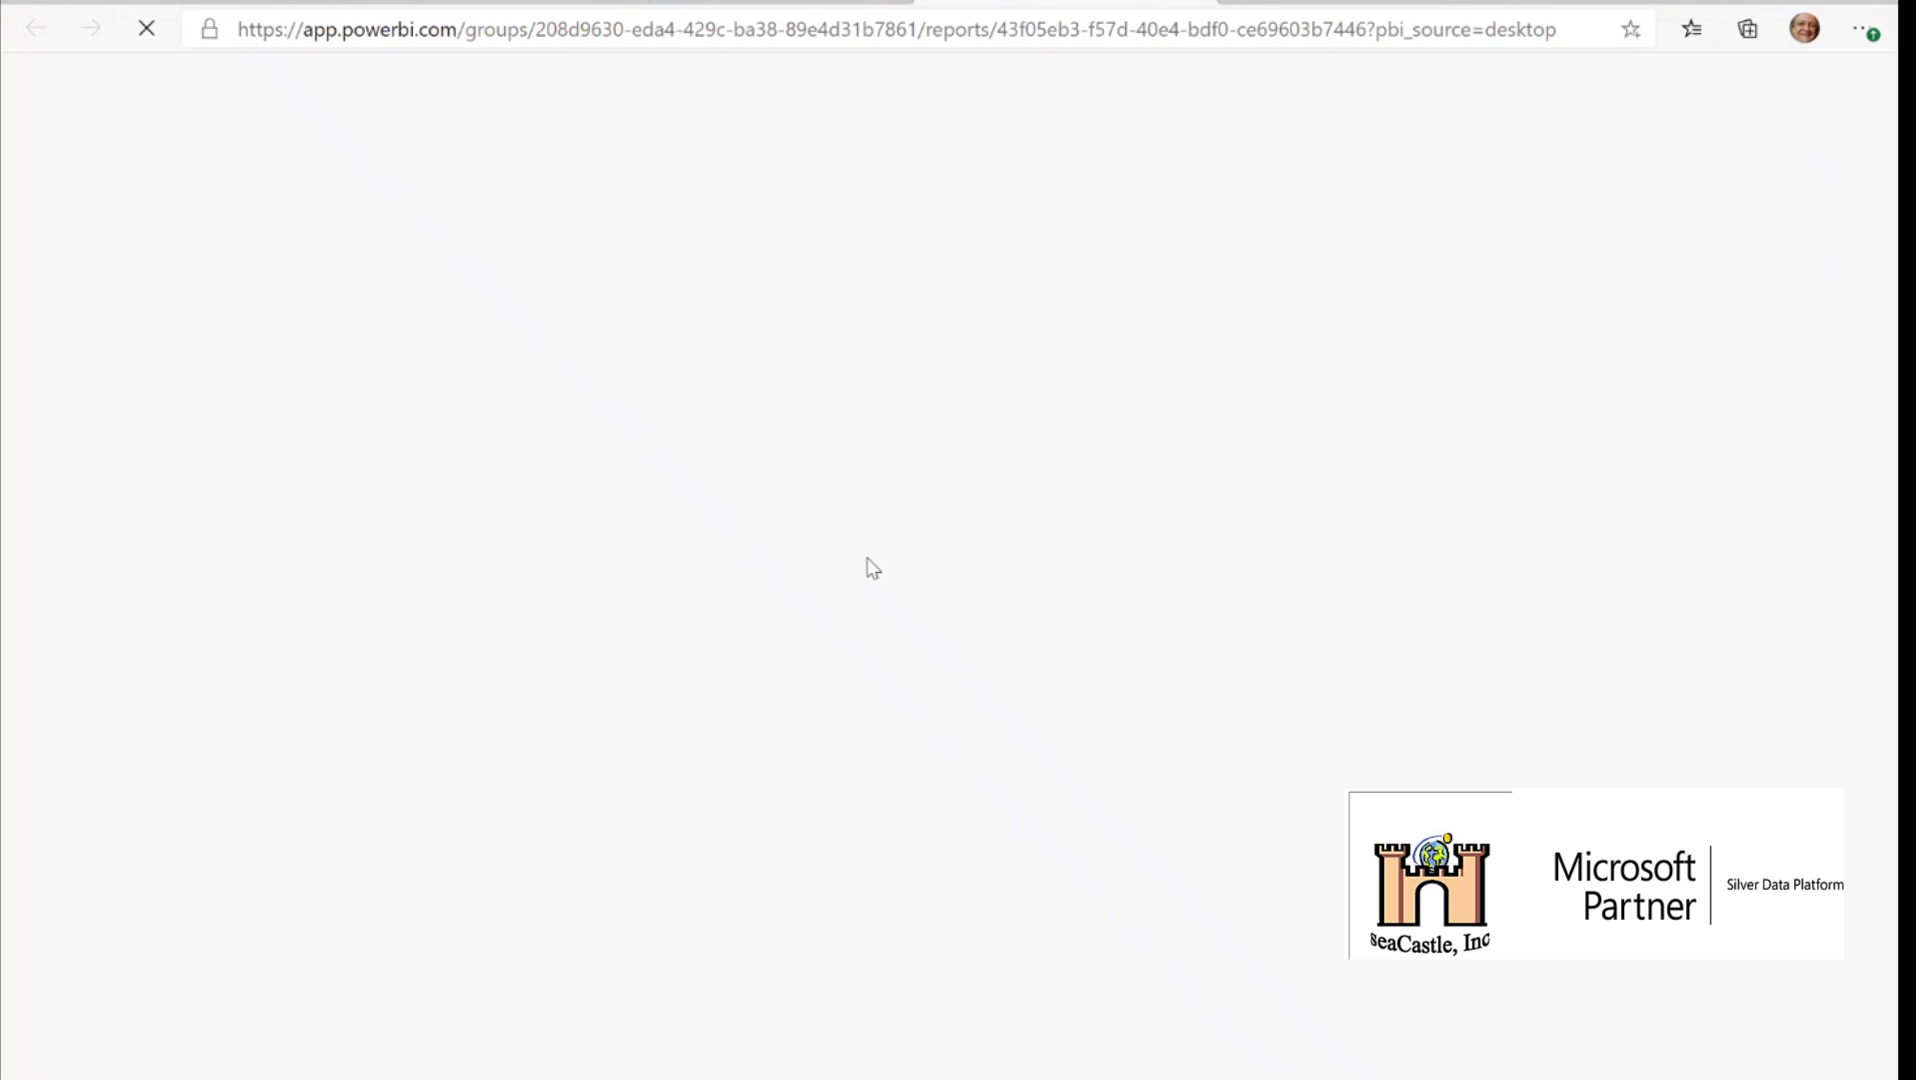 https://app.powerbi.com/groups/208d9630-eda4-429c-ba38-89e4d31b7861/reports/43f05eb3-f57d-40e4-bdf0-ce69603b7446?pbi_source=desktop
Microsoft
Partner
Silver Data Platform
SeaCastle, Inc